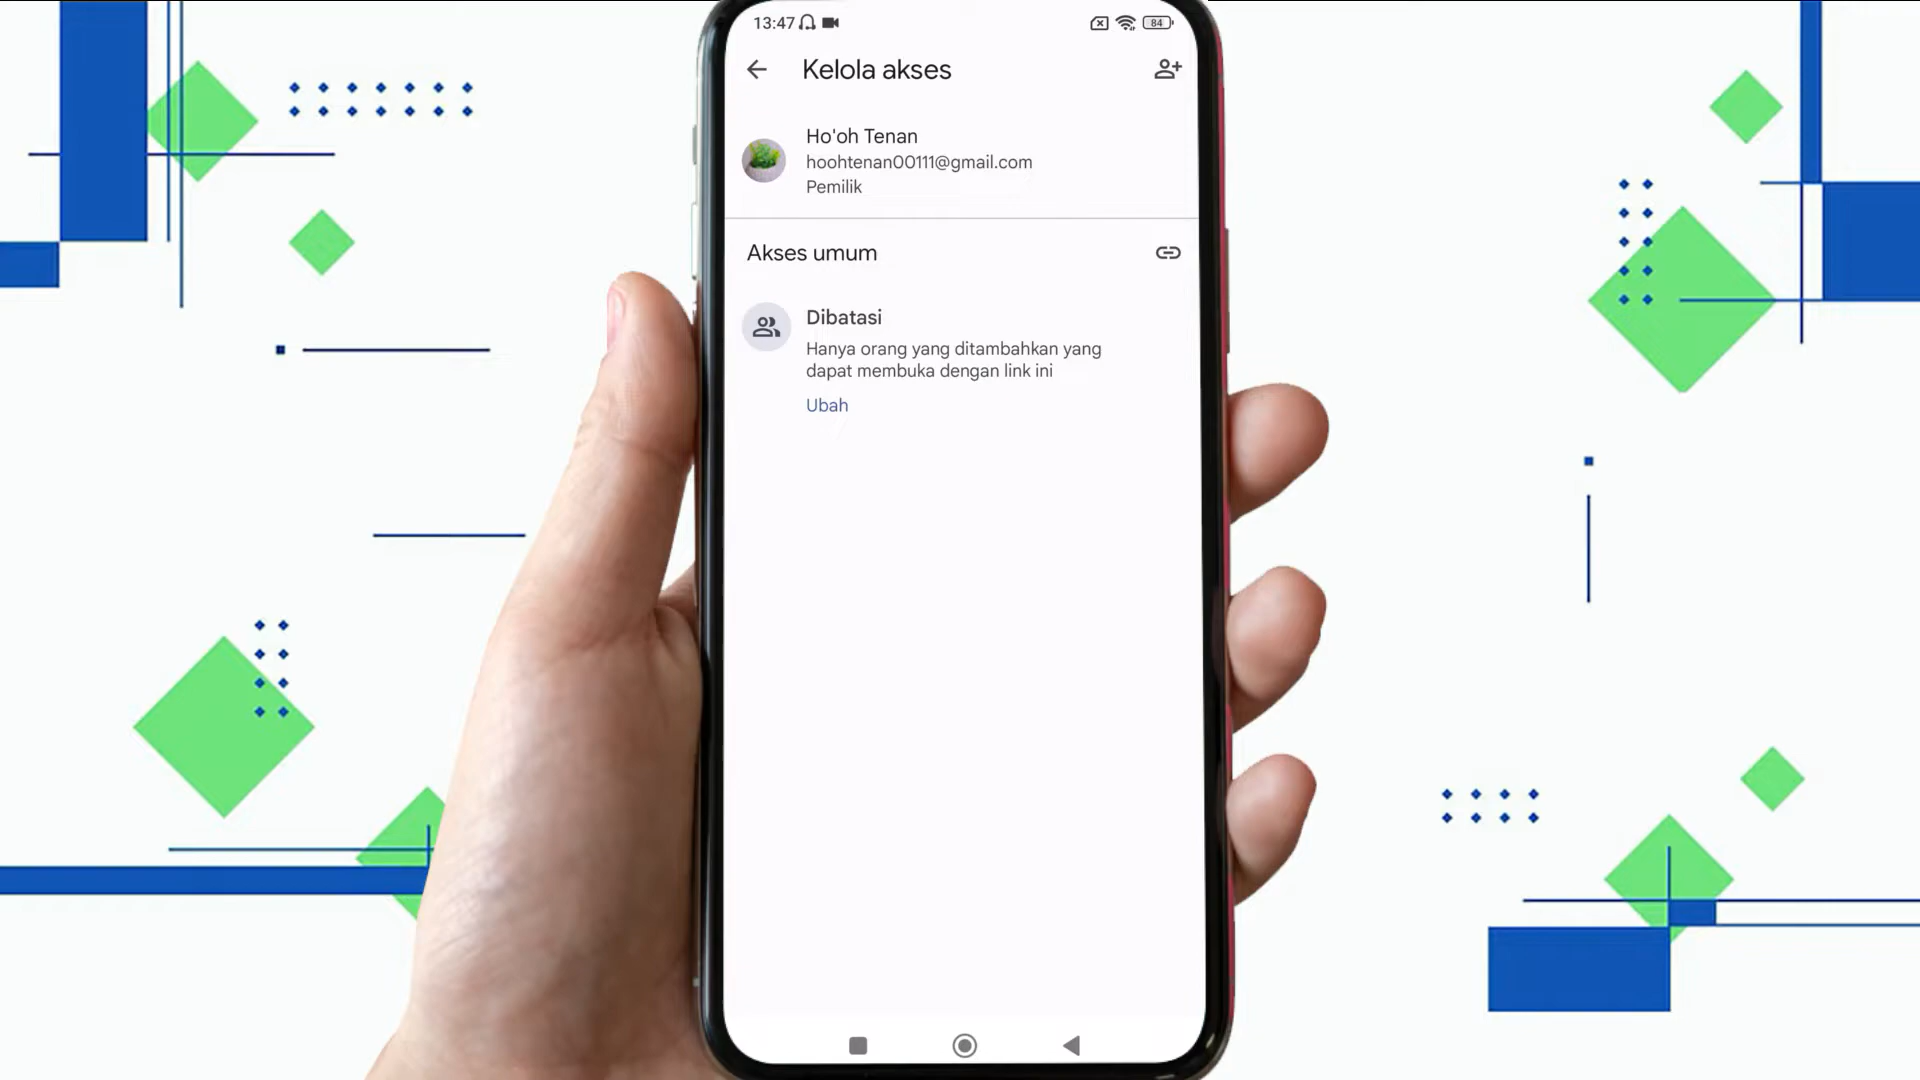 13:47
84
Kelola akses
Ho'oh Tenan
hoohtenan00111@gmail.com
Pemilik
Akses umum
Dibatasi
Hanya orang yang ditambahkan yang
dapat membuka dengan link ini
Ubah